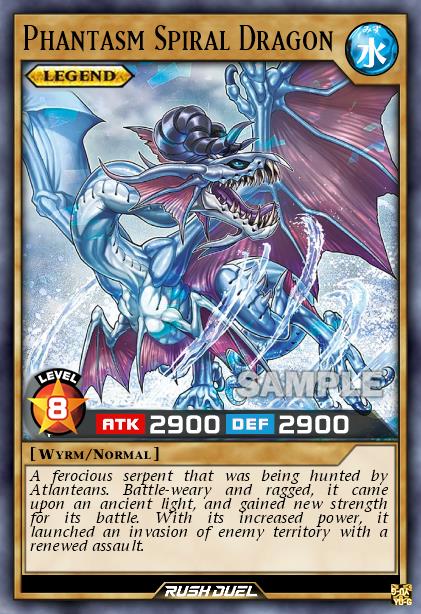 PHANTASM SPIRAL DRAGON
みず
水
LEGEND
SAMPLE
LEVEL
8
ATK 2900 DEF 2900
[WYRM/NORMAL]
A ferocious serpent that was being hunted by
Atlanteans. Battle-weary and ragged, it came
upon an ancient light, and gained new strength
for its battle. With its increased power, it
launched an invasion of enemy territory with a
renewed assault.
RUSH DUEL